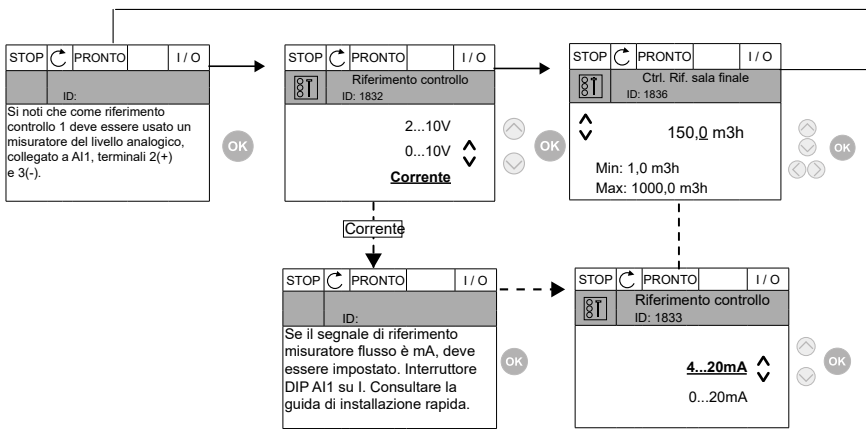 STOP PRONTO I / O
ID:
Si noti che come riferimento
controllo 1 deve essere usato un
misuratore del livello analogico,
collegato a AI1, terminali 2(+)
e 3(-).
OK
STOP PRONTO I / O
Riferimento controllo
ID: 1832
2...10V
0...10V
Corrente
OK
STOP PRONTO I / O
Ctrl. Rif. sala finale
ID: 1836
150,0 m3h
Min: 1,0 m3h
Max: 1000,0 m3h
OK
Corrente
STOP PRONTO I / O
ID:
Se il segnale di riferimento
misuratore flusso è mA, deve
essere impostato. Interruttore
DIP AI1 su I. Consultare la
guida di installazione rapida.
OK
STOP PRONTO I / O
Riferimento controllo
ID: 1833
4...20mA
0...20mA
OK